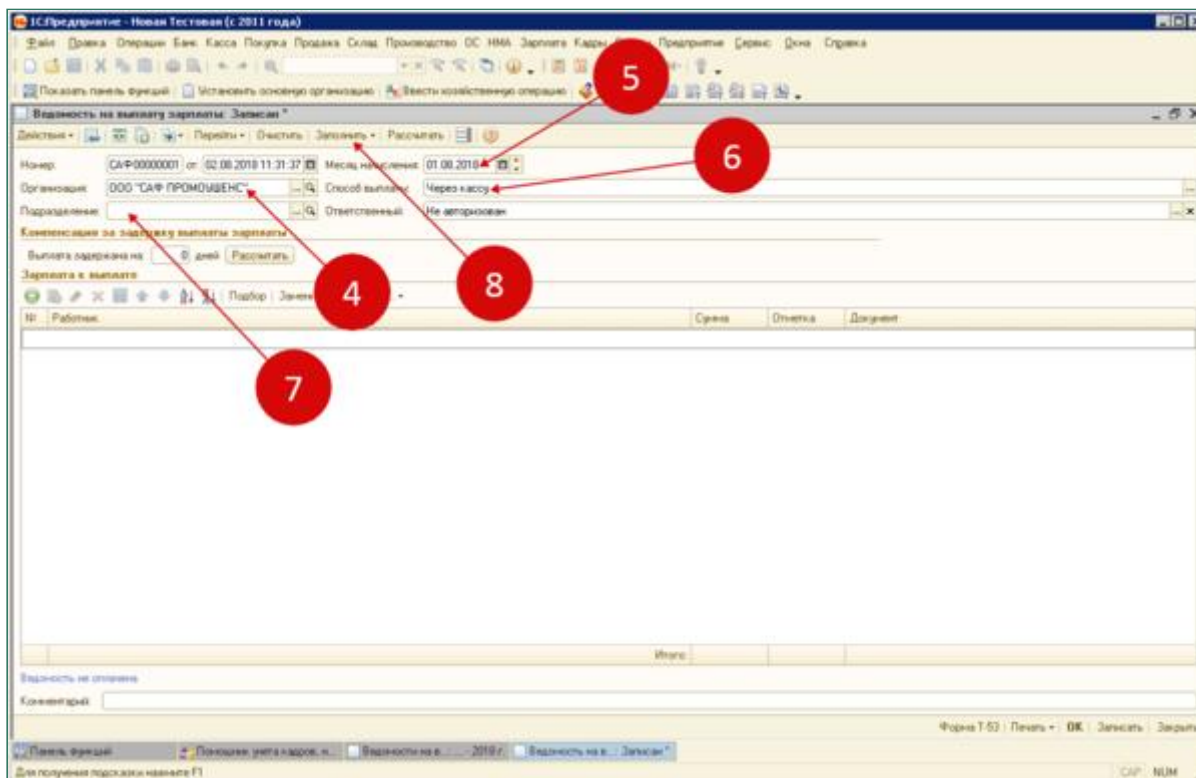 1С:Предприятие - Новая Тестовая (с 2011 года)
Файл Правка Операции Банк Касса Покупка Продажа Склад Производство ОС НМА Зарплата Кадры Предприятие Сервис Окна Справка
5
Показать панель функций Установить основную организацию Ввести хозяйственную операцию
Ведомость на выплату зарплаты: Записан *
Действия Перейти Очистить Заполнить Рассчитать
6
Номер: САФ00000001 от 02.08.2018 11:31:37 Месяц начисления: 01.08.2018
Организация: ООО "САФ ПРОМОУШЕНС" Способ выплаты: Через кассу
Подразделение: Ответственный: Не авторизован
Компенсация за задержку выплаты зарплаты
Выплата задержана на 0 дней Рассчитать
Зарплата к выплате
4
8
Подбор
№ Работник Сумма Отметка Документ
7
Итого:
Ведомость не оплачена
Комментарий:
Форма Т-53 Печать OK Записать Закрыть
Панель функций Помощник учета кадров, и... Ведомости на в...: ... - 2018 г. Ведомость на в...: Записан *
Для получения подсказки нажмите F1 CAP NUM